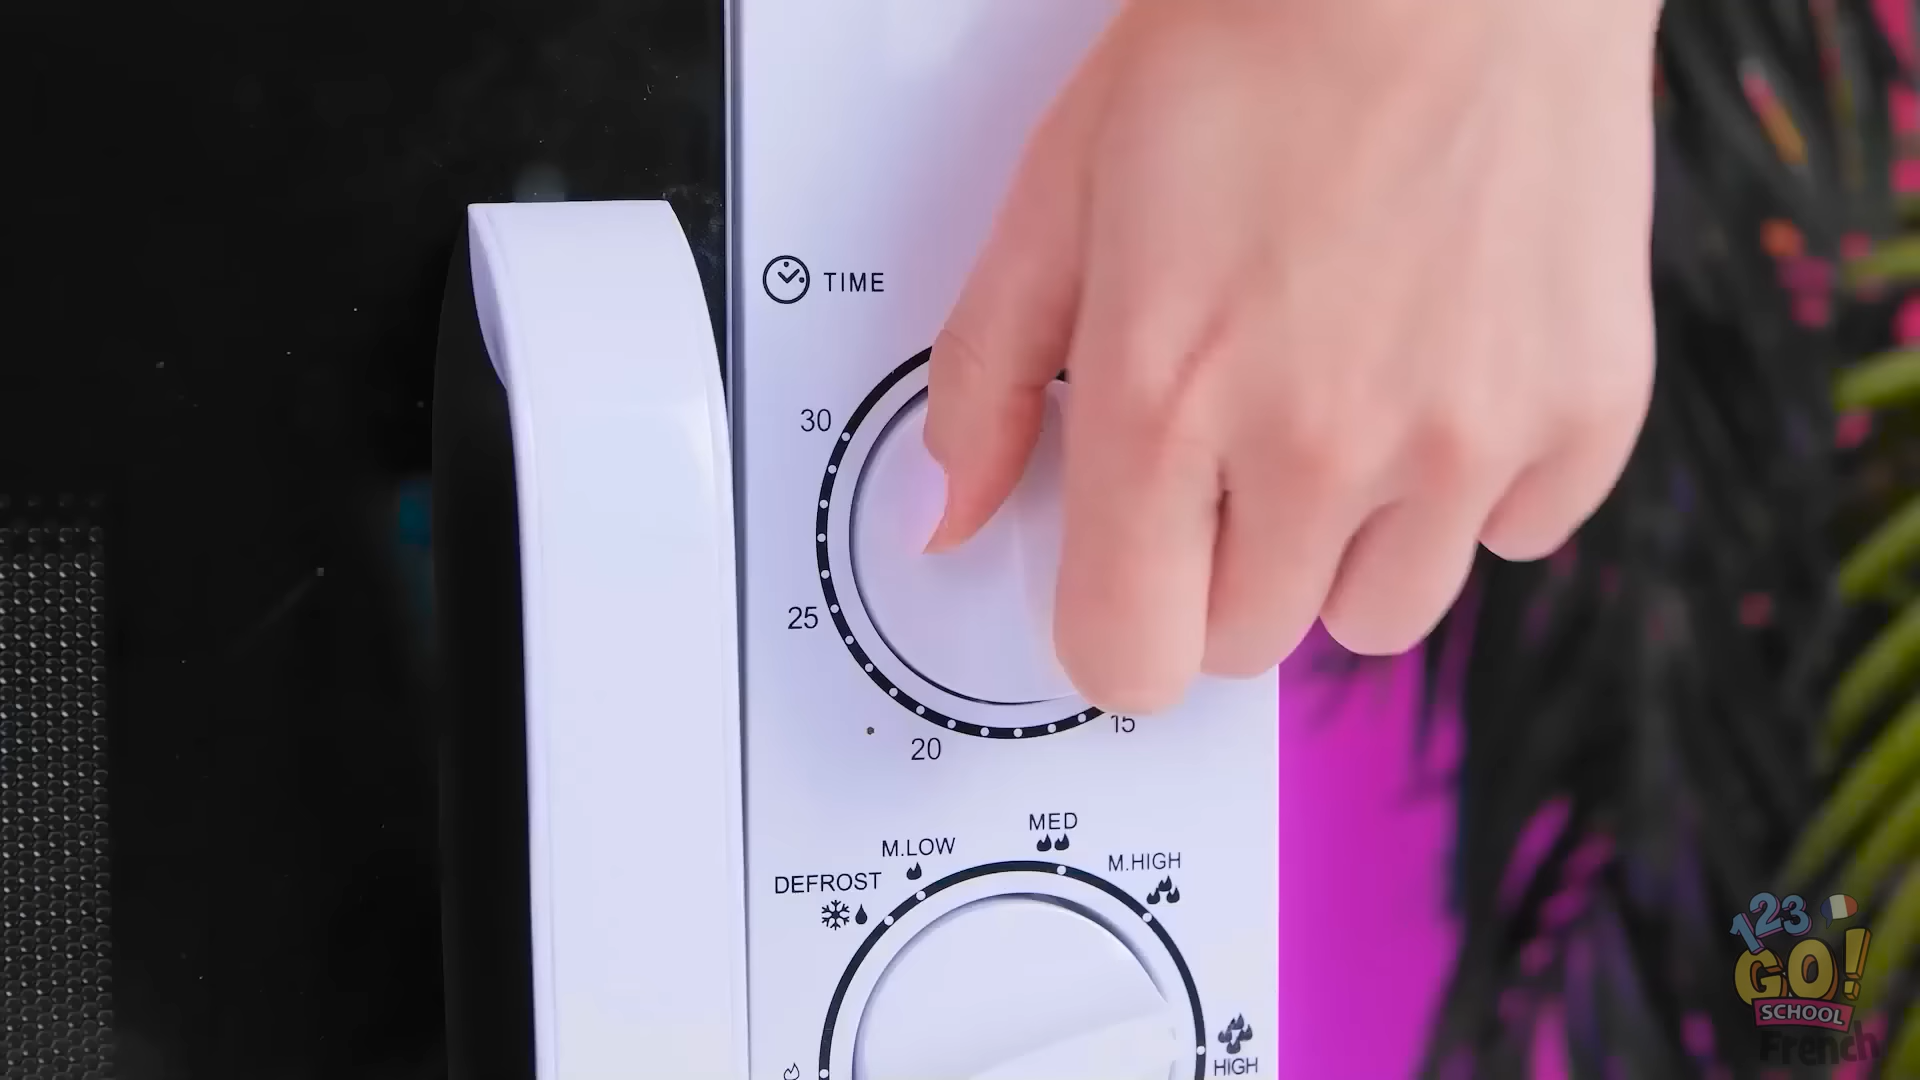 TIME
30
25
20
15
MED
M.LOW
M.HIGH
DEFROST
HIGH
123
GO!
SCHOOL
French